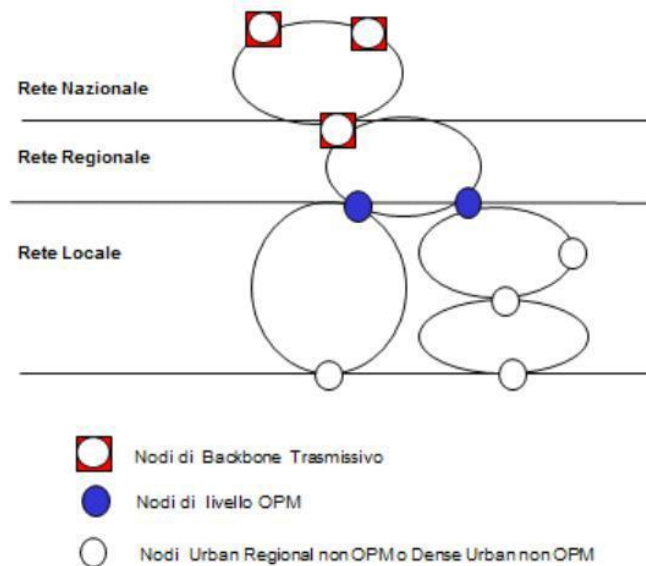 Rete Nazionale
Rete Regionale
Rete Locale
Nodi di Backbone Trasmissivo
Nodi di livello OPM
Nodi Urban Regional non OPM o Dense Urban non OPM